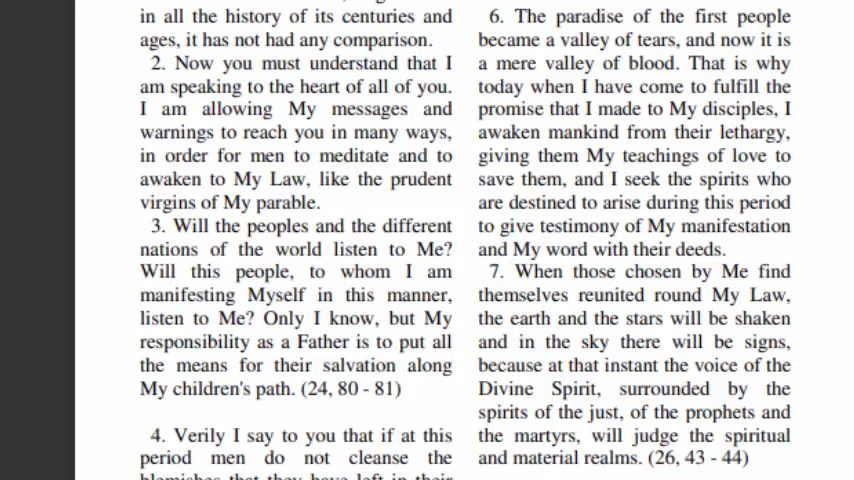 in all the history of its centuries and
ages, it has not had any comparison.
2. Now you must understand that I
am speaking to the heart of all of you.
I am allowing My messages and
warnings to reach you in many ways,
in order for men to meditate and to
awaken to My Law, like the prudent
virgins of My parable.
3. Will the peoples and the different
nations of the world listen to Me?
Will this people, to whom I am
manifesting Myself in this manner,
listen to Me? Only I know, but My
responsibility as a Father is to put all
the means for their salvation along
My children's path. (24, 80 - 81)
4. Verily I say to you that if at this
period men do not cleanse the
blemishes that they have left in their
6. The paradise of the first people
became a valley of tears, and now it is
a mere valley of blood. That is why
today when I have come to fulfill the
promise that I made to My disciples, I
awaken mankind from their lethargy,
giving them My teachings of love to
save them, and I seek the spirits who
are destined to arise during this period
to give testimony of My manifestation
and My word with their deeds.
7. When those chosen by Me find
themselves reunited round My Law,
the earth and the stars will be shaken
and in the sky there will be signs,
because at that instant the voice of the
Divine Spirit, surrounded by the
spirits of the just, of the prophets and
the martyrs, will judge the spiritual
and material realms. (26, 43 - 44)